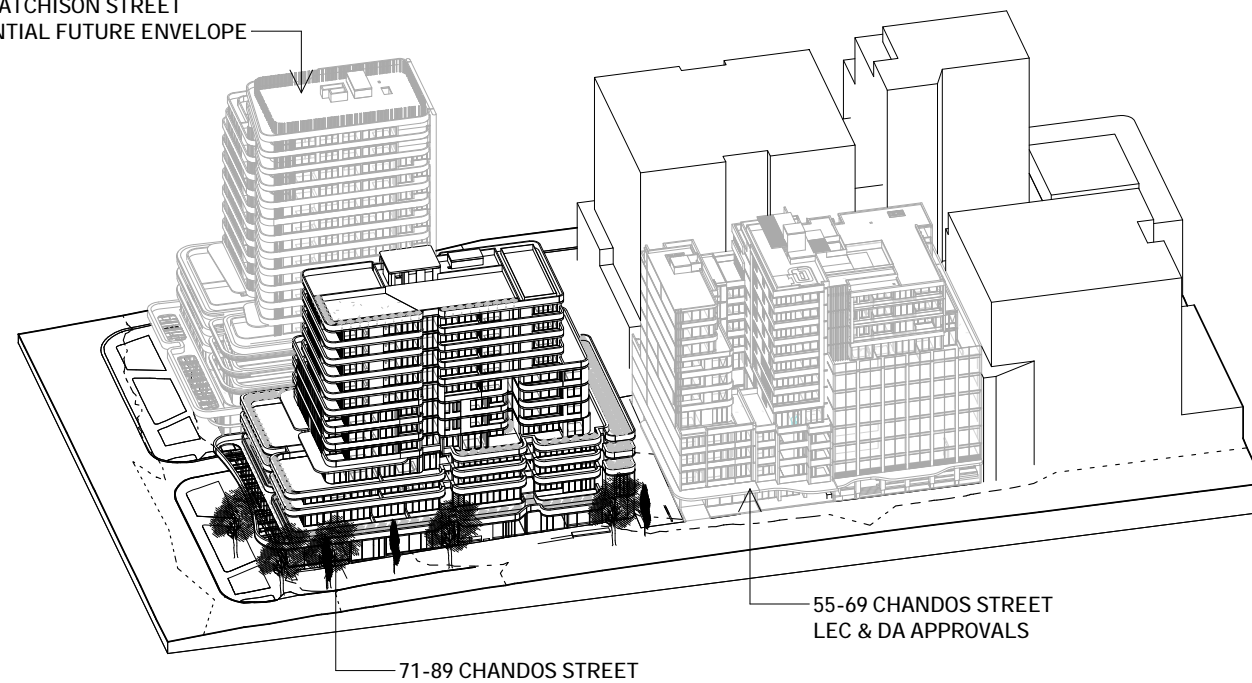 ATCHISON STREET
NTIAL FUTURE ENVELOPE
55-69 CHANDOS STREET
LEC & DA APPROVALS
71-89 CHANDOS STREET